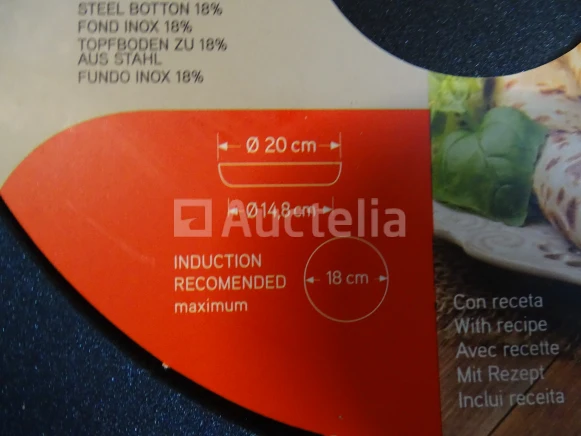 STEEL BOTTON 18%
FOND INOX 18%
TOPFBODEN ZU 18%
AUS STAHL
FUNDO INOX 18%
Ø 20 cm
Ø 14,8 cm
Auctelia
INDUCTION
RECOMENDED
maximum
18 cm
Con receta
With recipe
Avec recette
Mit Rezept
Inclui receita